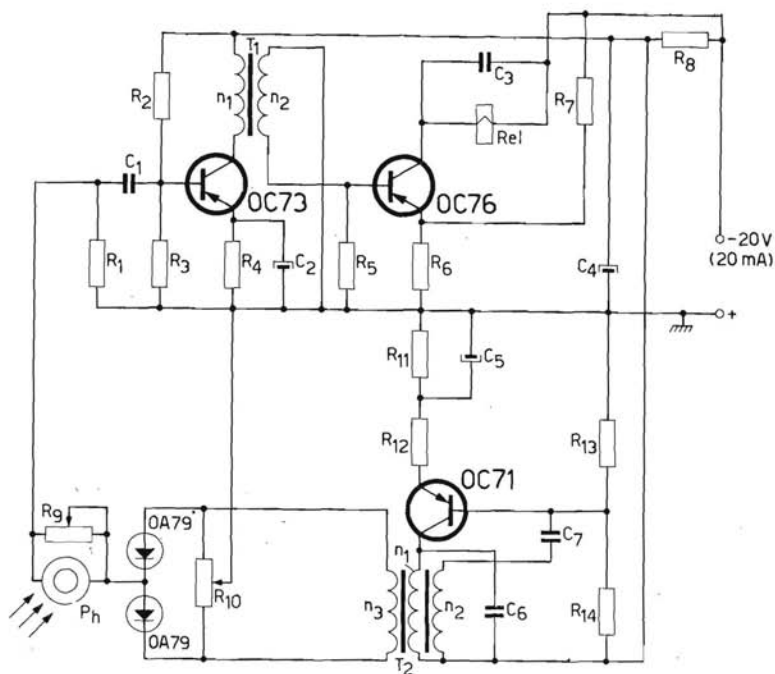 T1
R8
C3
R7
R2
n1
n2
Rel
C1
OC73
OC76
-20V
(20 mA)
R1
R3
R4
C2
R5
R6
C4
+
R11
C5
R12
R13
OC71
R9
OA79
C7
n1
Ph
R10
n3
n2
C6
R14
OA79
T2